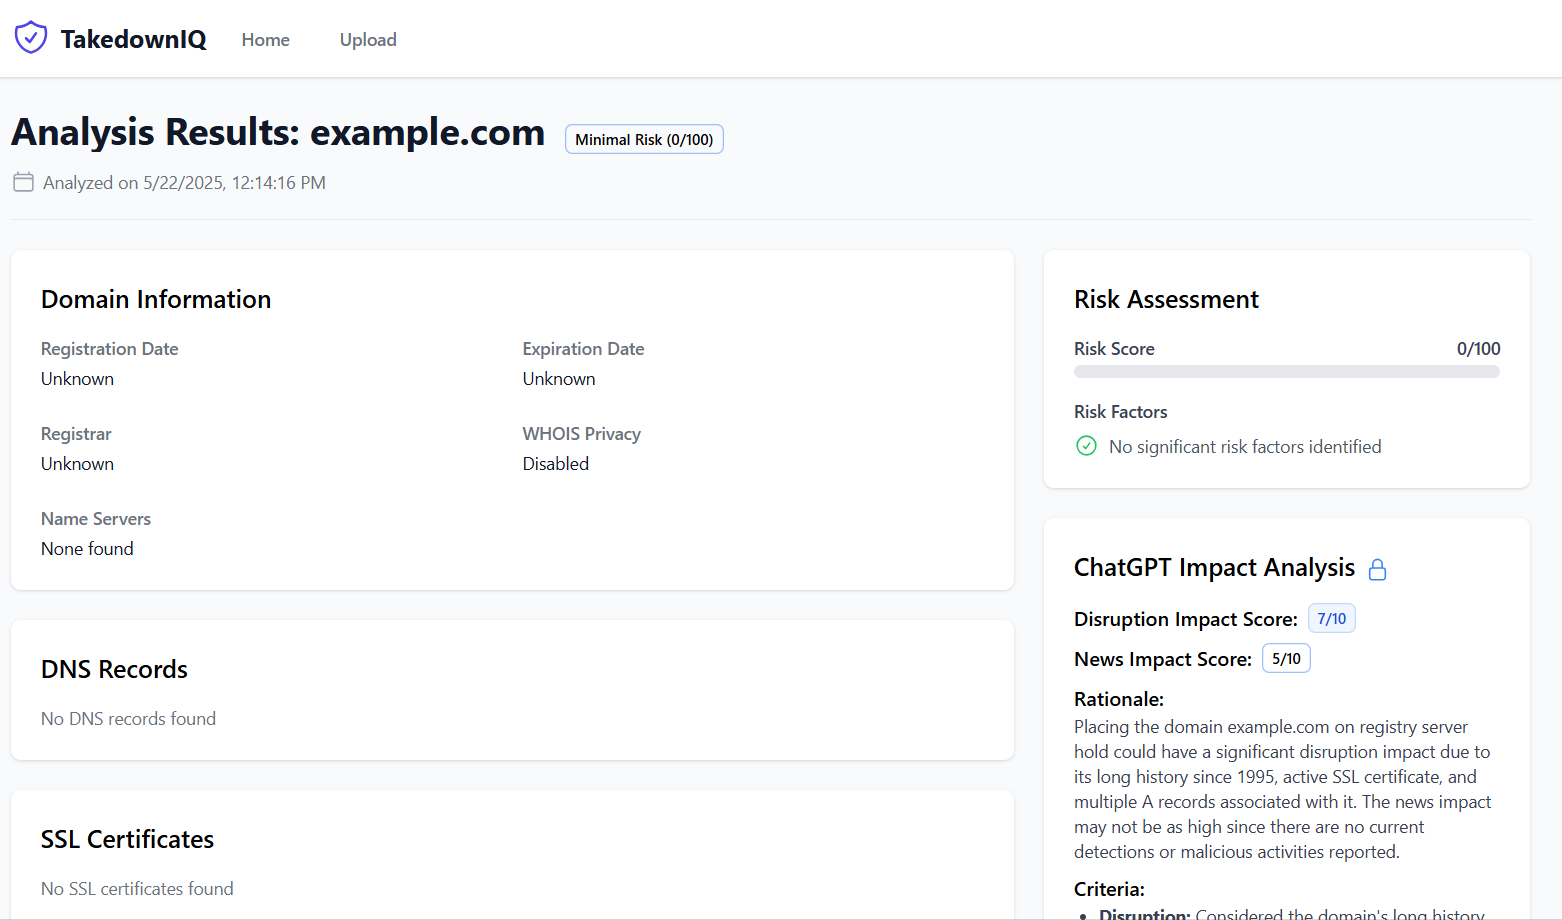 TakedownIQ
Home
Upload
Analysis Results: example.com
Minimal Risk (0/100)
Analyzed on 5/22/2025, 12:14:16 PM
Domain Information
Registration Date
Expiration Date
Unknown
Unknown
Registrar
WHOIS Privacy
Unknown
Disabled
Name Servers
None found
DNS Records
No DNS records found
SSL Certificates
No SSL certificates found
Risk Assessment
Risk Score
0/100
Risk Factors
No significant risk factors identified
ChatGPT Impact Analysis
Disruption Impact Score: 7/10
News Impact Score: 5/10
Rationale:
Placing the domain example.com on registry server
hold could have a significant disruption impact due to
its long history since 1995, active SSL certificate, and
multiple A records associated with it. The news impact
may not be as high since there are no current
detections or malicious activities reported.
Criteria:
• Disruption: Considered the domain's long history,